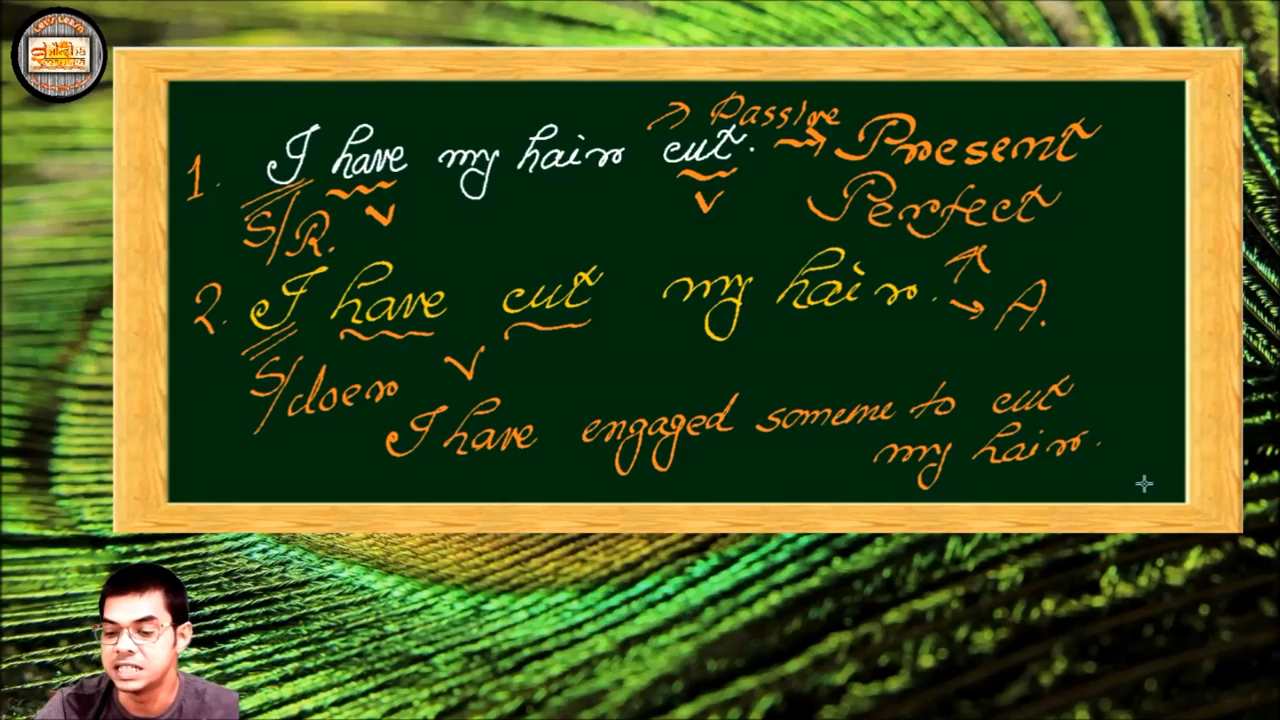 1. I have my hair cut. → Passive → Present
Perfect
S/R. v v
2. I have cut my hair. → A.
S/doer v
I have engaged someone to cut
my hair.